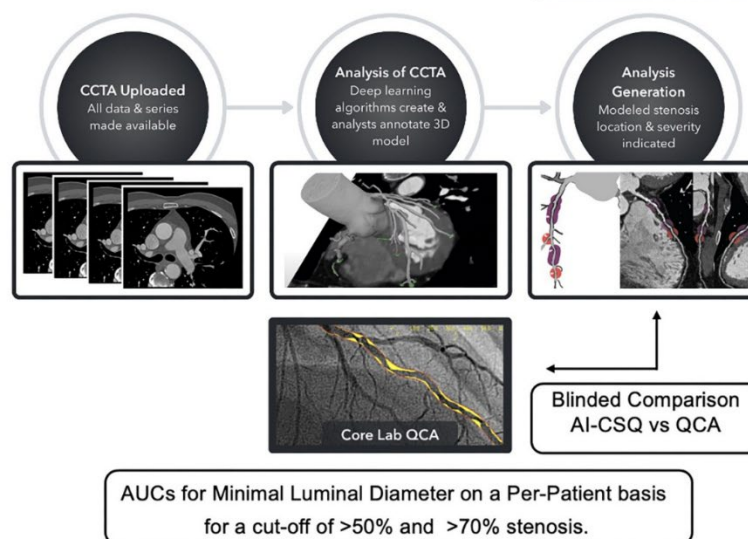 CCTA Uploaded
All data & series
made available
Analysis of CCTA
Deep learning
algorithms create &
analysts annotate 3D
model
Analysis
Generation
Modeled stenosis
location & severity
indicated
Core Lab QCA
Blinded Comparison
AI-CSQ vs QCA
AUCs for Minimal Luminal Diameter on a Per-Patient basis
for a cut-off of >50% and >70% stenosis.